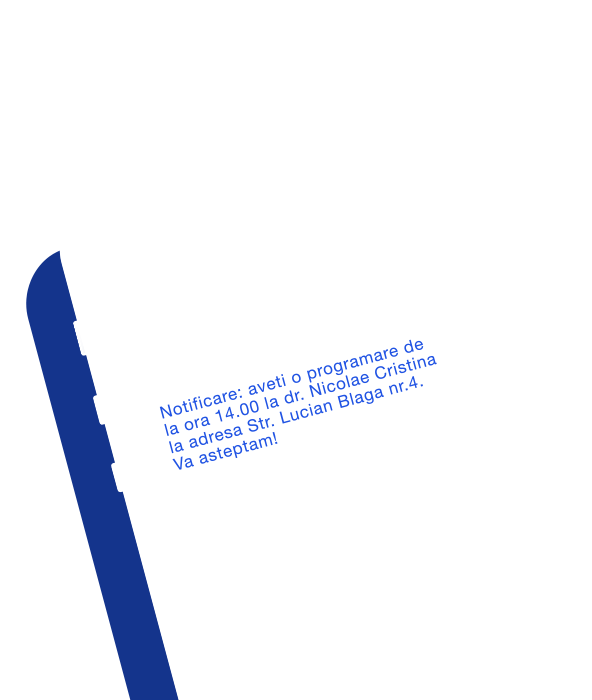 Notificare: aveti o programare de
la ora 14.00 la dr. Nicolae Cristina
la adresa Str. Lucian Blaga nr.4.
Va asteptam!